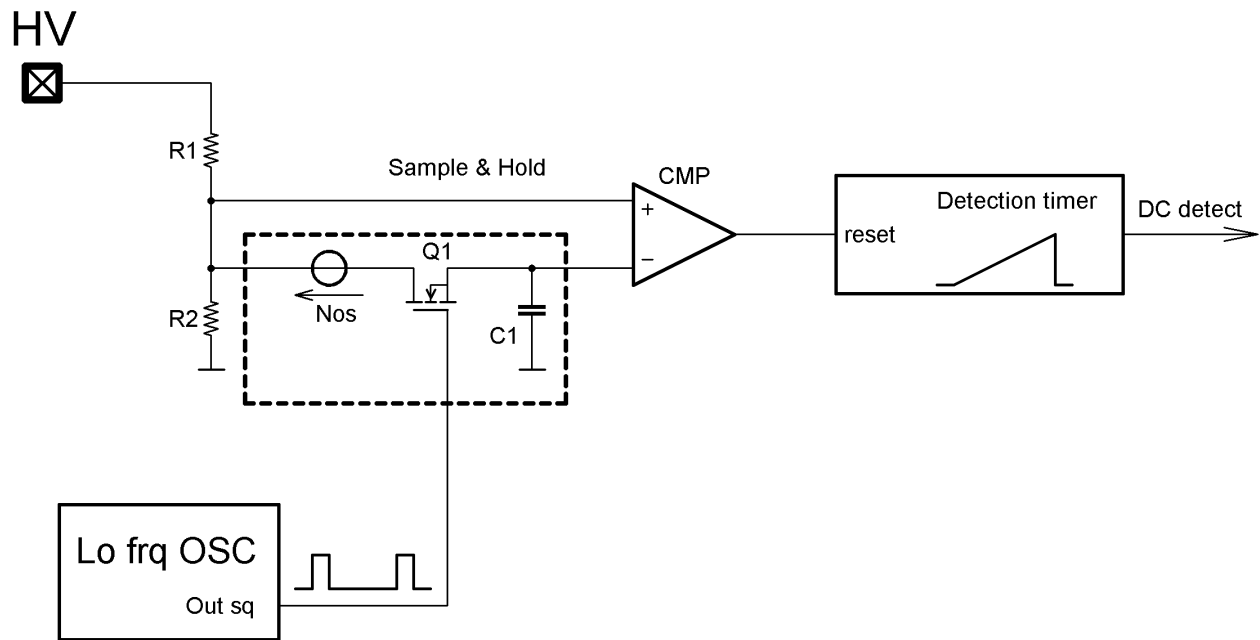 HV
R1
Sample & Hold
CMP
+
−
Detection timer
reset
DC detect
Q1
Nos
R2
C1
Lo frq OSC
Out sq